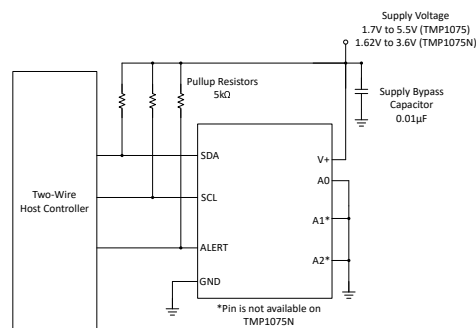 Supply Voltage
1.7V to 5.5V (TMP1075)
1.62V to 3.6V (TMP1075N)
Pullup Resistors
5kΩ
Supply Bypass
Capacitor
0.01µF
Two-Wire
Host Controller
SDA
SCL
ALERT
GND
V+
A0
A1*
A2*
*Pin is not available on
TMP1075N